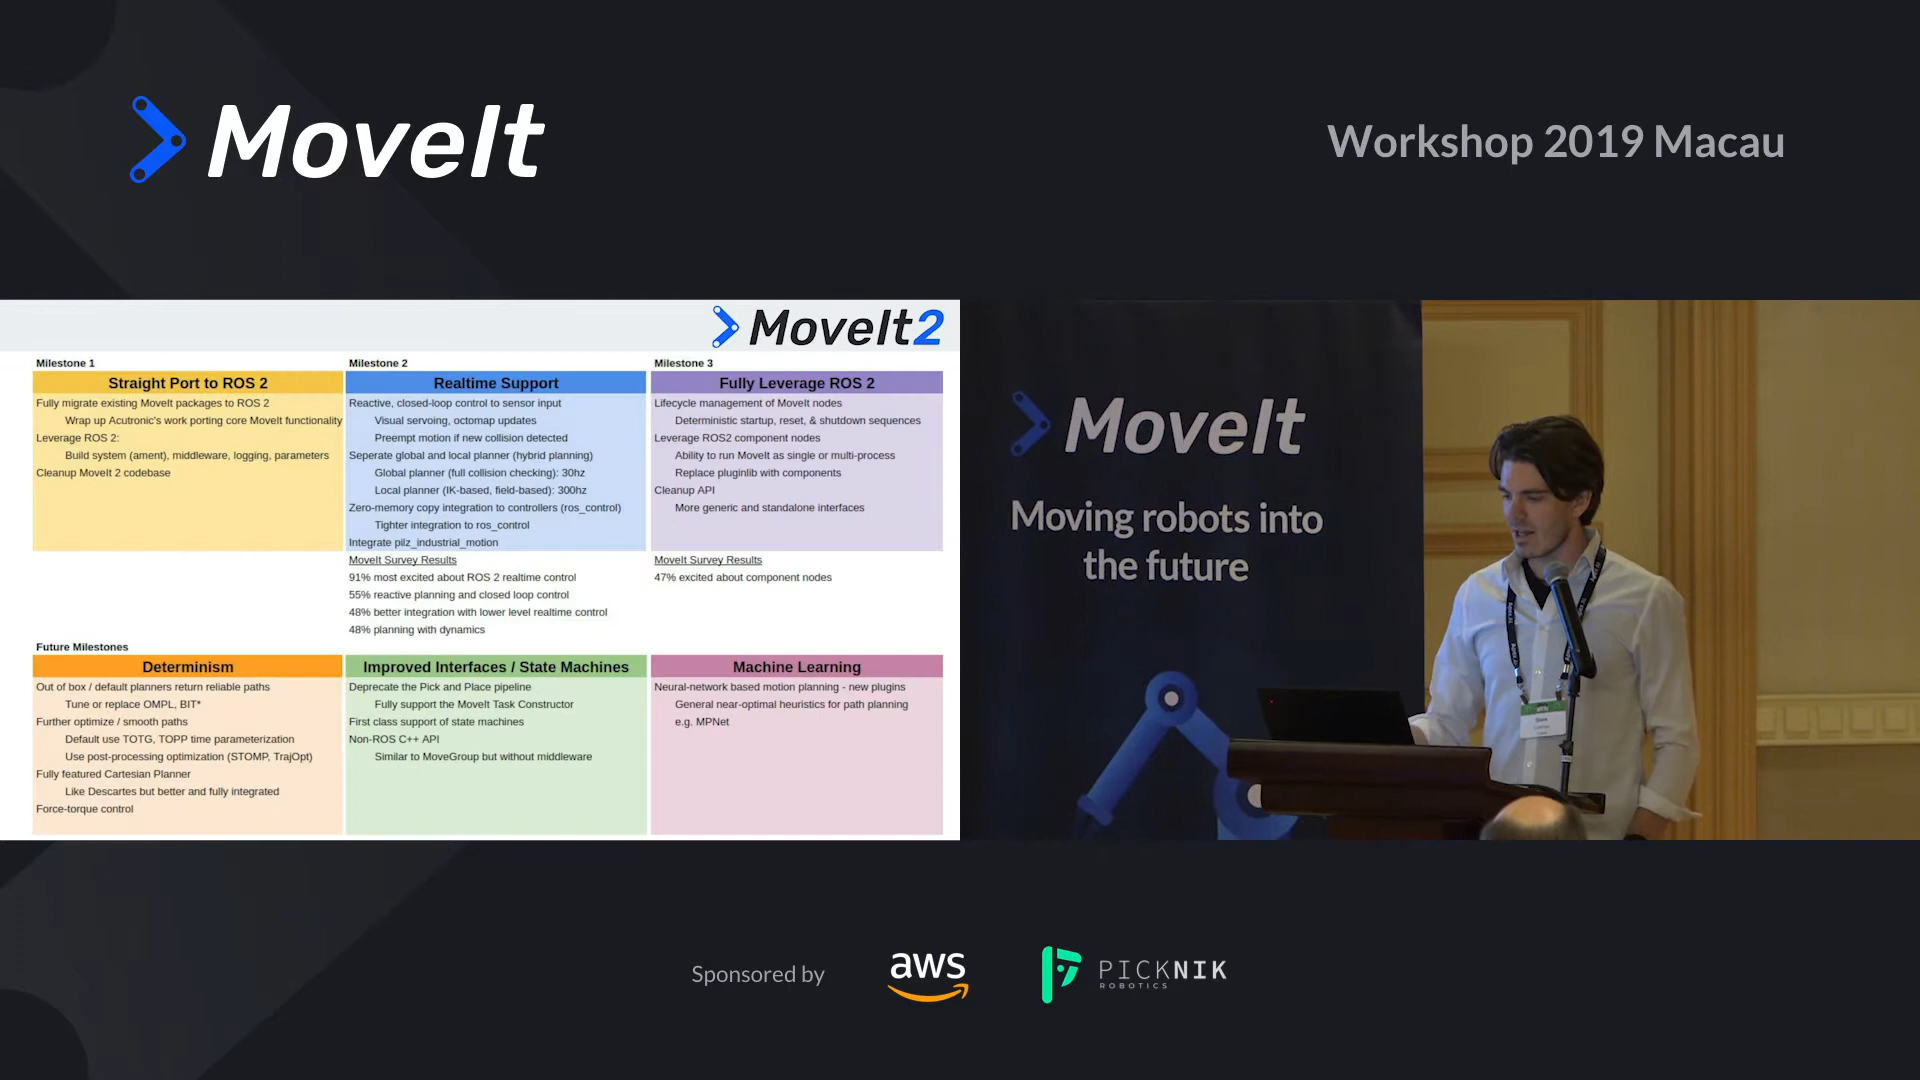 MoveIt
Workshop 2019 Macau
MoveIt2
Milestone 1
Straight Port to ROS 2
Fully migrate existing MoveIt packages to ROS 2
Wrap up Acutronic's work porting core MoveIt functionality
Leverage ROS 2:
Build system (ament), middleware, logging, parameters
Cleanup MoveIt 2 codebase
Milestone 2
Realtime Support
Reactive, closed-loop control to sensor input
Visual servoing, octomap updates
Preempt motion if new collision detected
Seperate global and local planner (hybrid planning)
Global planner (full collision checking): 30hz
Local planner (IK-based, field-based): 300hz
Zero-memory copy integration to controllers (ros_control)
Tighter integration to ros_control
Integrate pilz_industrial_motion
MoveIt Survey Results
91% most excited about ROS 2 realtime control
55% reactive planning and closed loop control
48% better integration with lower level realtime control
48% planning with dynamics
Milestone 3
Fully Leverage ROS 2
Lifecycle management of MoveIt nodes
Deterministic startup, reset, & shutdown sequences
Leverage ROS2 component nodes
Ability to run MoveIt as single or multi-process
Replace pluginlib with components
Cleanup API
More generic and standalone interfaces
MoveIt Survey Results
47% excited about component nodes
Future Milestones
Determinism
Out of box / default planners return reliable paths
Tune or replace OMPL, BIT*
Further optimize / smooth paths
Default use TOTG, TOPP time parameterization
Use post-processing optimization (STOMP, TrajOpt)
Fully featured Cartesian Planner
Like Descartes but better and fully integrated
Force-torque control
Improved Interfaces / State Machines
Deprecate the Pick and Place pipeline
Fully support the MoveIt Task Constructor
First class support of state machines
Non-ROS C++ API
Similar to MoveGroup but without middleware
Machine Learning
Neural-network based motion planning - new plugins
General near-optimal heuristics for path planning
e.g. MPNet
MoveIt
Moving robots into
the future
Sponsored by
aws
PICKNIK
ROBOTICS